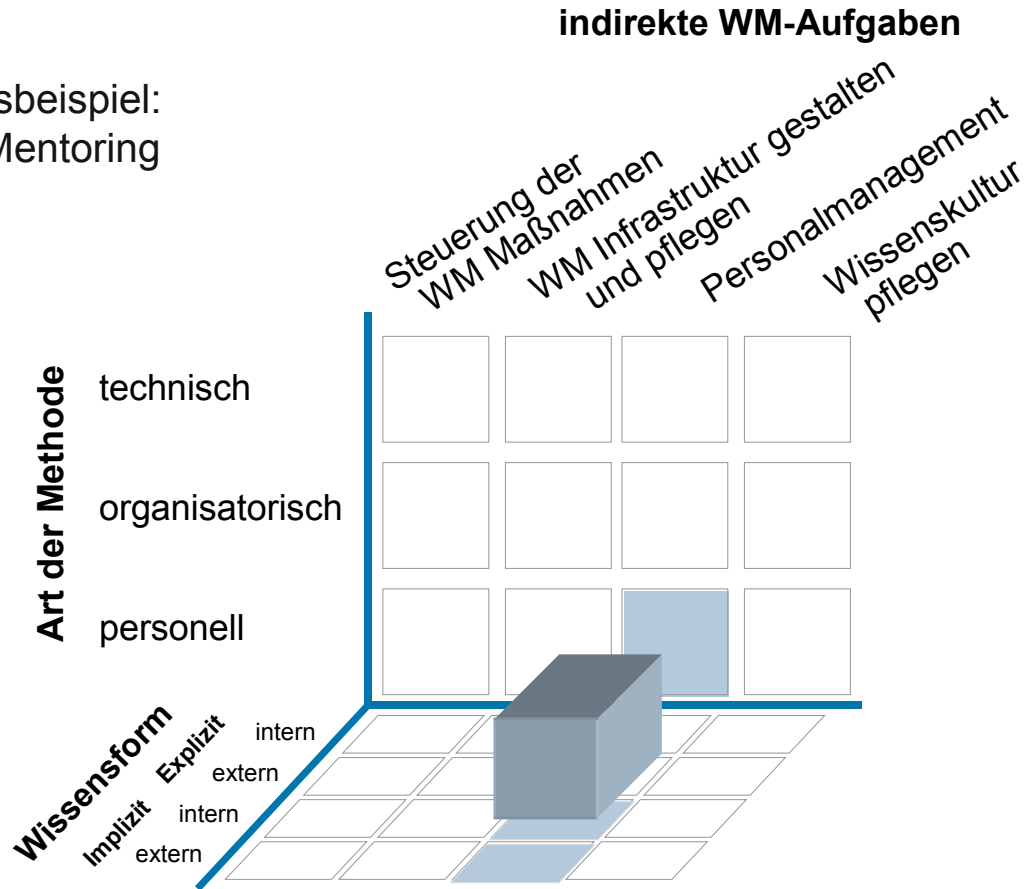 indirekte WM-Aufgaben
sbeispiel:
Mentoring
Steuerung der
WM Maßnahmen
WM Infrastruktur gestalten
und pflegen
Personalmanagement
Wissenskultur
pflegen
Art der Methode
technisch
organisatorisch
personell
Wissensform
Explizit
intern
extern
Implizit
intern
extern